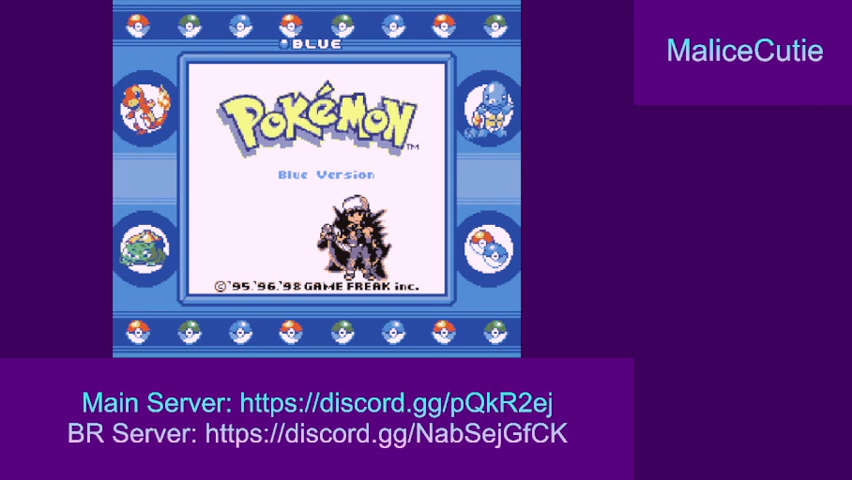 BLUE
MaliceCutie
POKéMON
TM
Blue Version
©'95.'96.'98 GAME FREAK inc.
Main Server: https://discord.gg/pQkR2ej
BR Server: https://discord.gg/NabSejGfCK